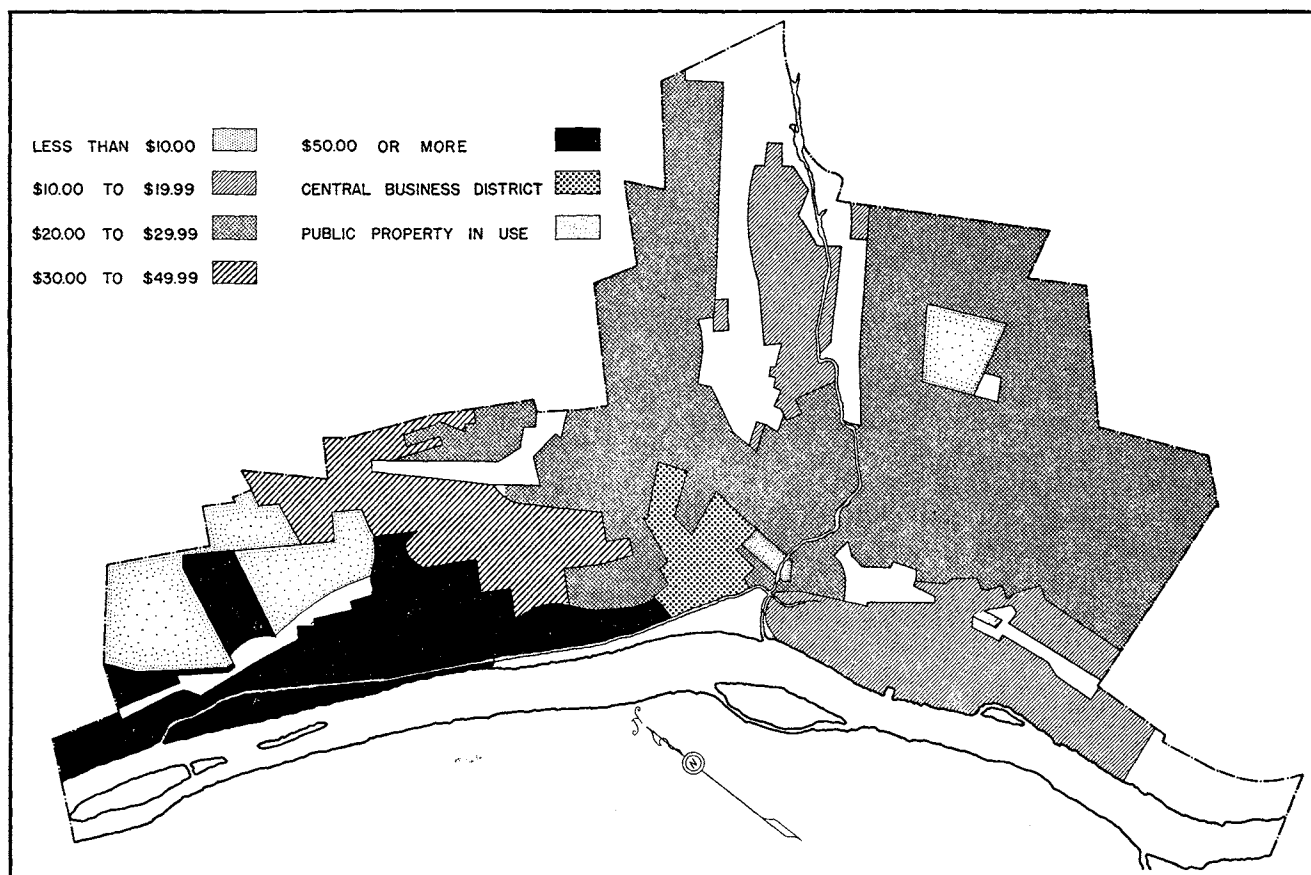 LESS THAN $10.00
$10.00 TO $19.99
$20.00 TO $29.99
$30.00 TO $49.99
$50.00 OR MORE
CENTRAL BUSINESS DISTRICT
PUBLIC PROPERTY IN USE
N